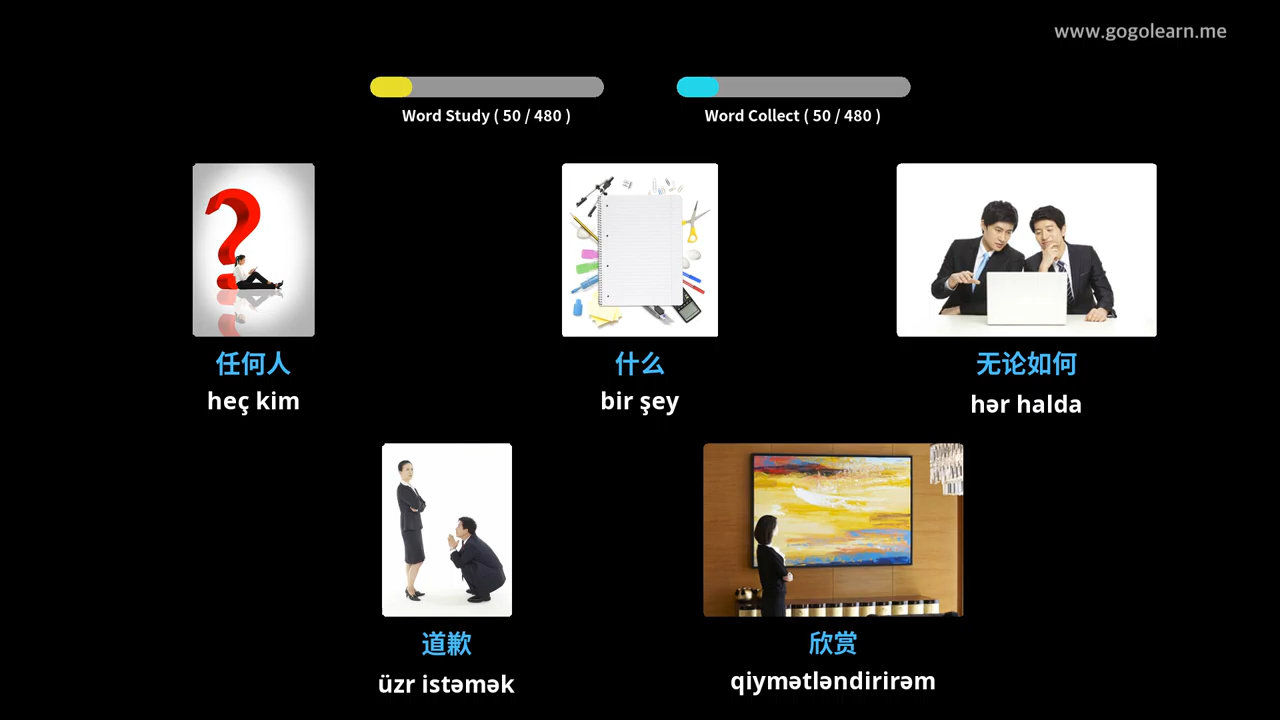 www.gogolearn.me
Word Study ( 50 / 480 )
Word Collect ( 50 / 480 )
任何人
heç kim
什么
bir şey
无论如何
hər halda
道歉
üzr istəmək
欣赏
qiymətləndirirəm